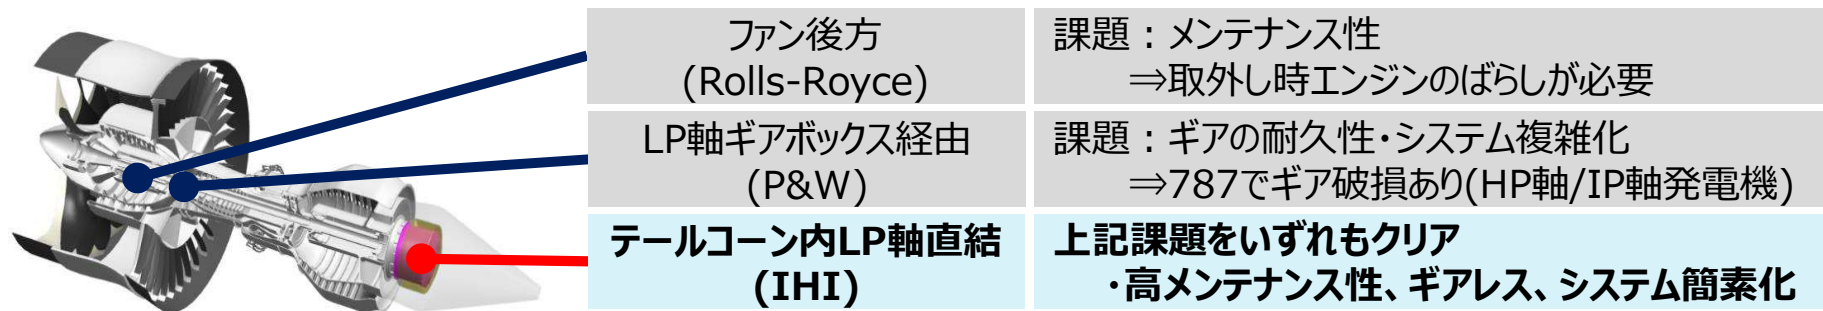 ファン後方
(Rolls-Royce)
課題：メンテナンス性
⇒取外し時エンジンのばらしが必要
LP軸ギアボックス経由
(P&W)
課題：ギアの耐久性・システム複雑化
⇒787でギア破損あり(HP軸/IP軸発電機)
テールコーン内LP軸直結
(IHI)
上記課題をいずれもクリア
・高メンテナンス性、ギアレス、システム簡素化